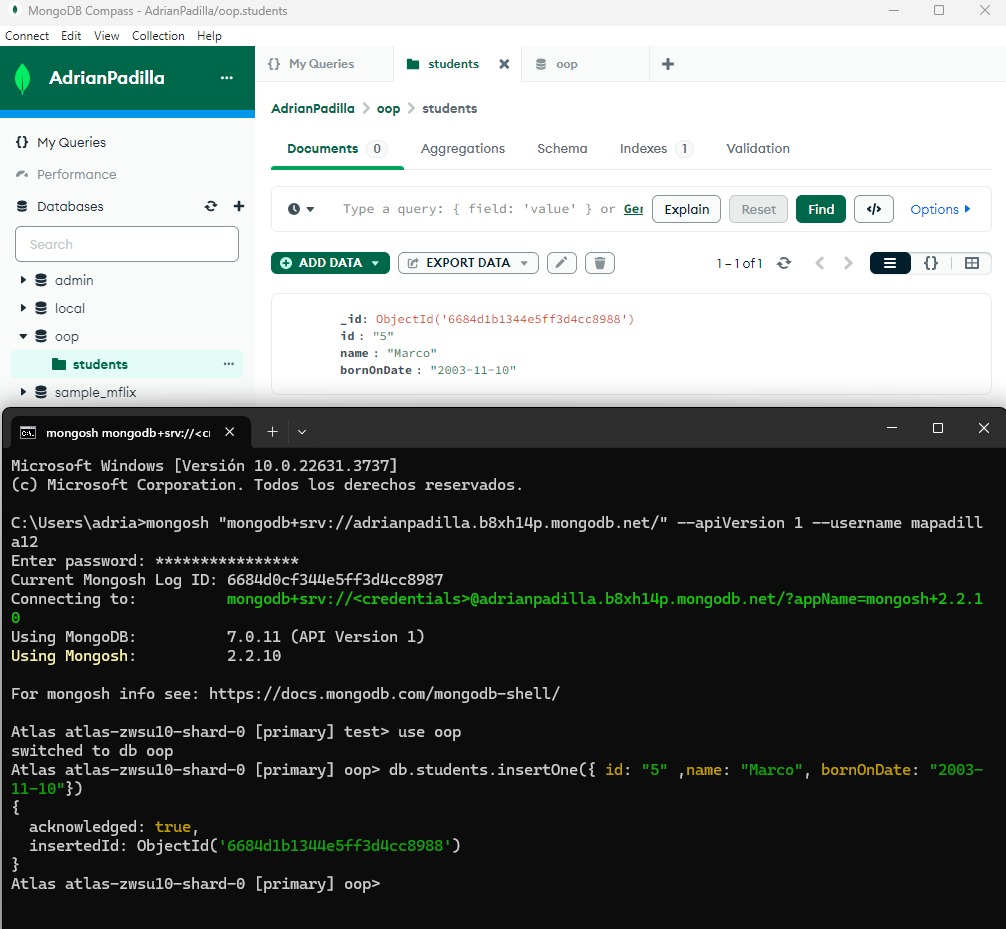 MongoDB Compass - AdrianPadilla/oop.students
Connect Edit View Collection Help
AdrianPadilla ...
{} My Queries
students
oop
AdrianPadilla > oop > students
{} My Queries
Performance
Databases
Search
admin
local
oop
students ...
sample_mflix
Documents 0 Aggregations Schema Indexes 1 Validation
Type a query: { field: 'value' } or Ger Explain Reset Find </> Options
ADD DATA EXPORT DATA 1 – 1 of 1 {}
_id: ObjectId('6684d1b1344e5ff3d4cc8988')
id : "5"
name : "Marco"
bornOnDate : "2003-11-10"
mongosh mongodb+srv://<cr
Microsoft Windows [Versión 10.0.22631.3737]
(c) Microsoft Corporation. Todos los derechos reservados.
C:\Users\adria>mongosh "mongodb+srv://adrianpadilla.b8xh14p.mongodb.net/" --apiVersion 1 --username mapadill
a12
Enter password: ****************
Current Mongosh Log ID: 6684d0cf344e5ff3d4cc8987
Connecting to: mongodb+srv://<credentials>@adrianpadilla.b8xh14p.mongodb.net/?appName=mongosh+2.2.1
0
Using MongoDB: 7.0.11 (API Version 1)
Using Mongosh: 2.2.10
For mongosh info see: https://docs.mongodb.com/mongodb-shell/
Atlas atlas-zwsu10-shard-0 [primary] test> use oop
switched to db oop
Atlas atlas-zwsu10-shard-0 [primary] oop> db.students.insertOne({ id: "5" ,name: "Marco", bornOnDate: "2003-
11-10"})
{
acknowledged: true,
insertedId: ObjectId('6684d1b1344e5ff3d4cc8988')
}
Atlas atlas-zwsu10-shard-0 [primary] oop>